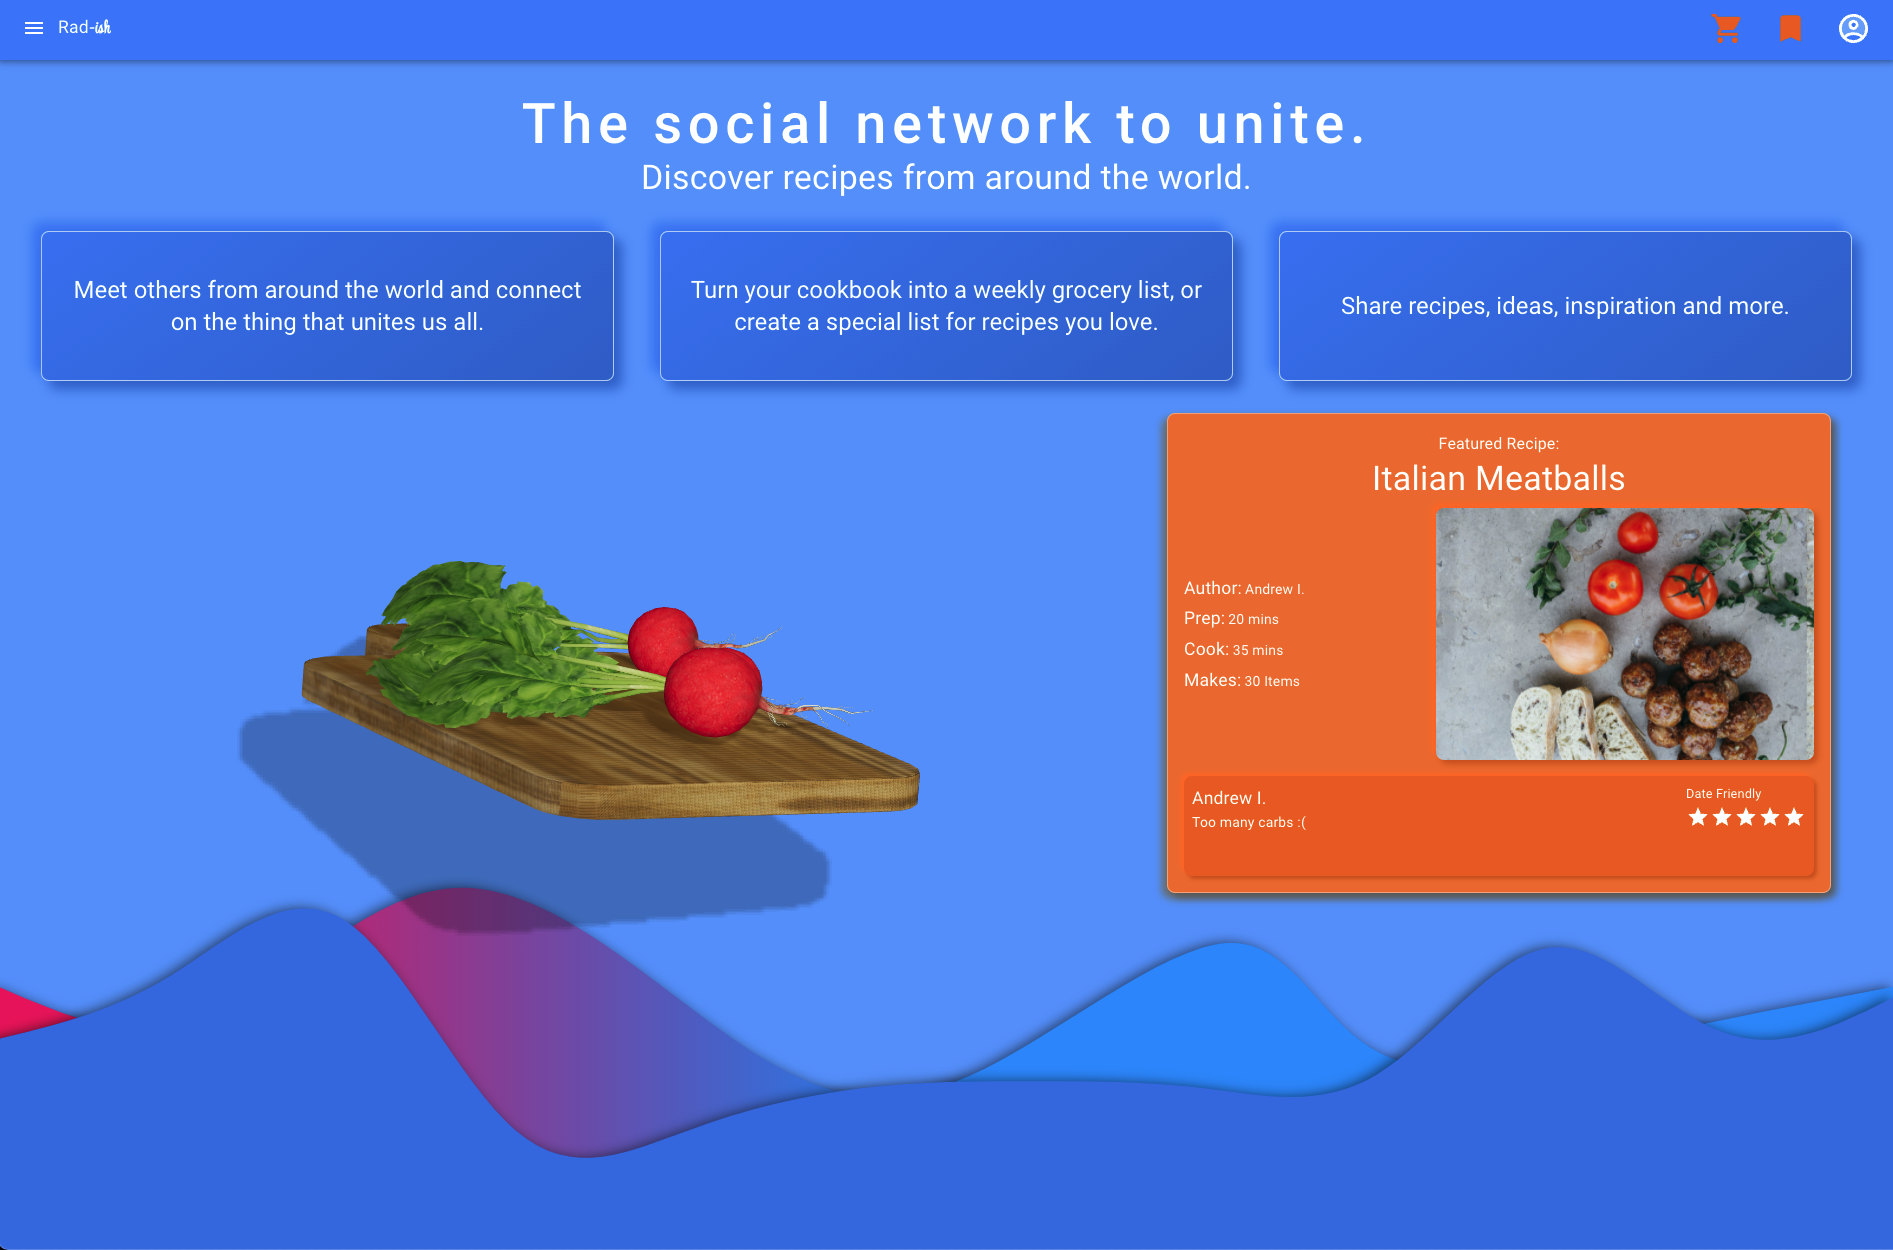 Rad-ish
The social network to unite.
Discover recipes from around the world.
Meet others from around the world and connect
on the thing that unites us all.
Turn your cookbook into a weekly grocery list, or
create a special list for recipes you love.
Share recipes, ideas, inspiration and more.
Featured Recipe:
Italian Meatballs
Author: Andrew I.
Prep: 20 mins
Cook: 35 mins
Makes: 30 Items
Andrew I.
Too many carbs :(
Date Friendly